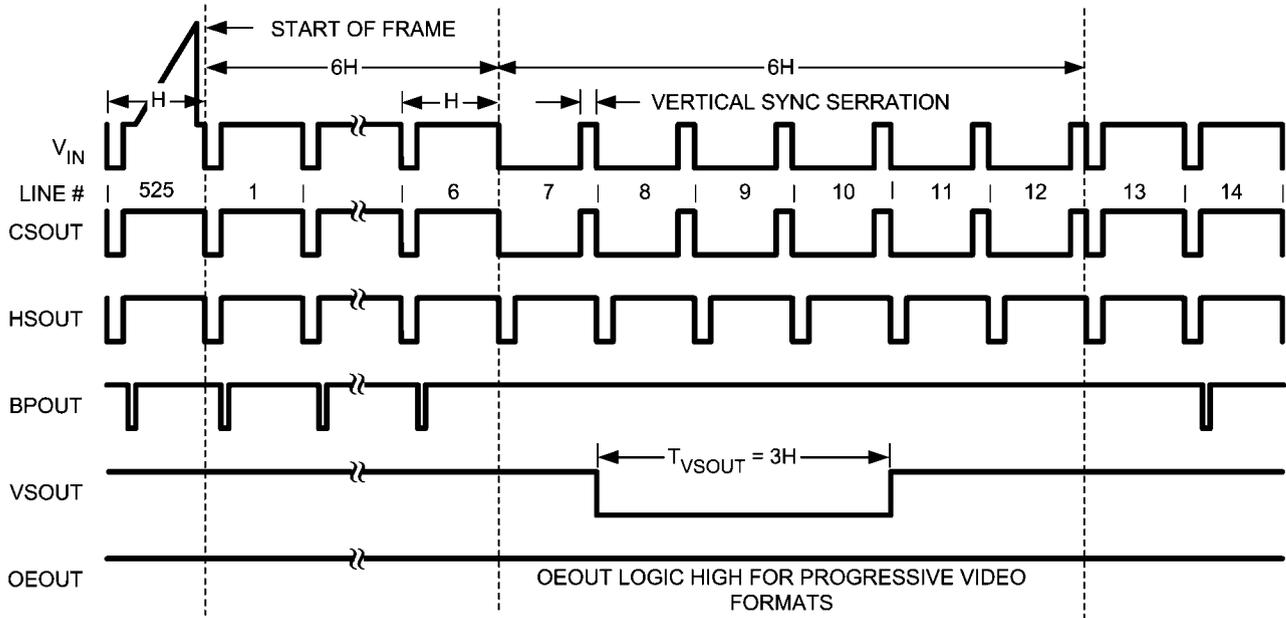 START OF FRAME
6H
6H
H
H
VERTICAL SYNC SERRATION
VIN
LINE # | 525 | 1 | | 6 7 | 8 | 9 | 10 | 11 | 12 | 13 | 14 |
CSOUT
HSOUT
BPOUT
TVSOUT = 3H
VSOUT
OEOUT
OEOUT LOGIC HIGH FOR PROGRESSIVE VIDEO
FORMATS